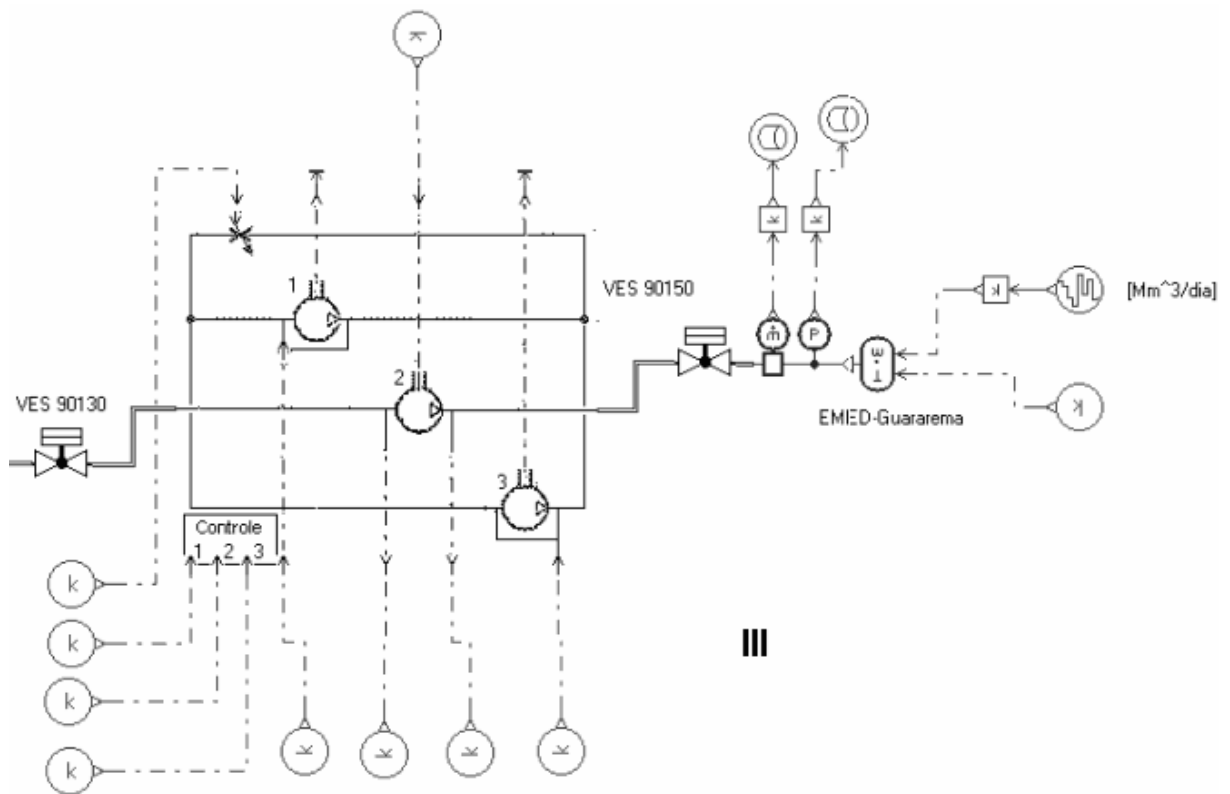 k
k
k
1
VES 90150
k
[Mm^3/dia]
ṁ
P
2
ω
T
VES 90130
EMED-Guararema
k
3
Controle
1 2 3
k
k
III
k
k
k
k
k
k